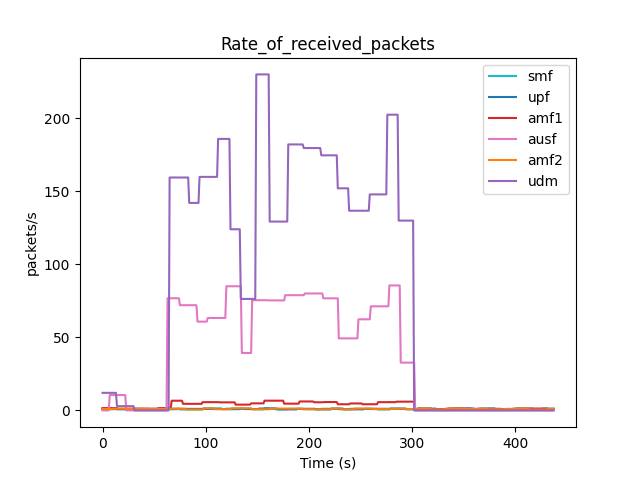 Rate_of_received_packets
smf
upf
amf1
ausf
amf2
udm
packets/s
200
150
100
50
0
0 100 200 300 400
Time (s)